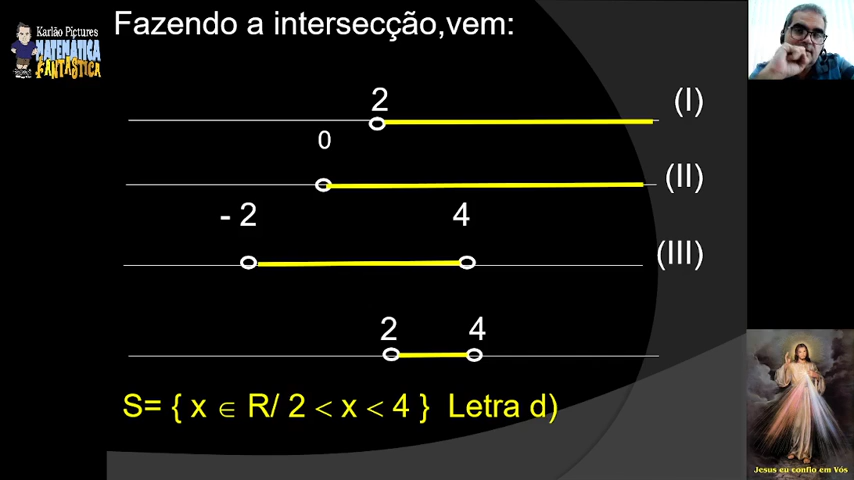 Fazendo a intersecção,vem:
Karlão Pictures
MATEMÁTICA
FANTÁSTICA
2
(I)
0
(II)
- 2
4
(III)
2
4
S= { x ∈ R/ 2 < x < 4 } Letra d)
Jesus eu confio em Vós